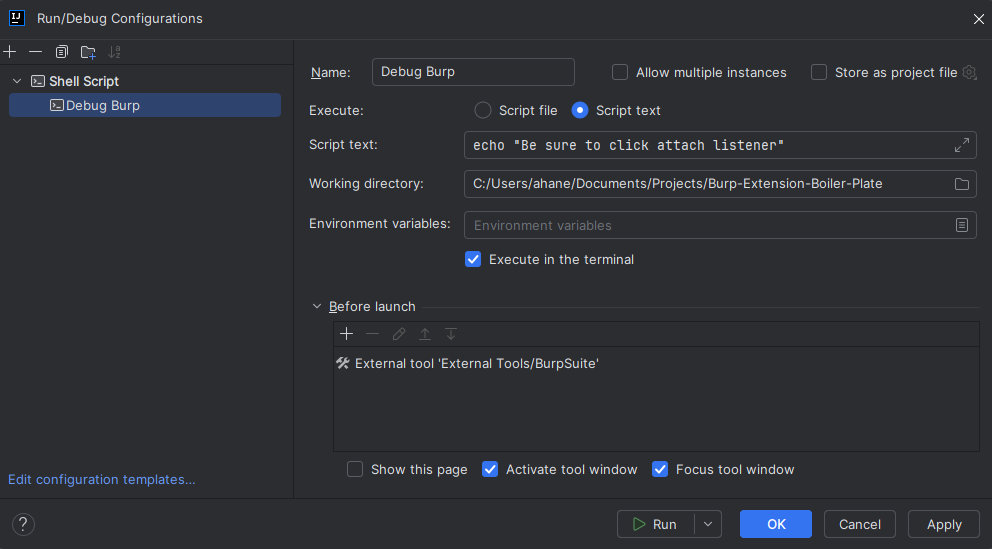 IJ Run/Debug Configurations
Name: Debug Burp Allow multiple instances Store as project file
Shell Script
Debug Burp
Execute: Script file Script text
Script text: echo "Be sure to click attach listener"
Working directory: C:/Users/ahane/Documents/Projects/Burp-Extension-Boiler-Plate
Environment variables: Environment variables
Execute in the terminal
Before launch
External tool 'External Tools/BurpSuite'
Show this page Activate tool window Focus tool window
Edit configuration templates...
? Run OK Cancel Apply